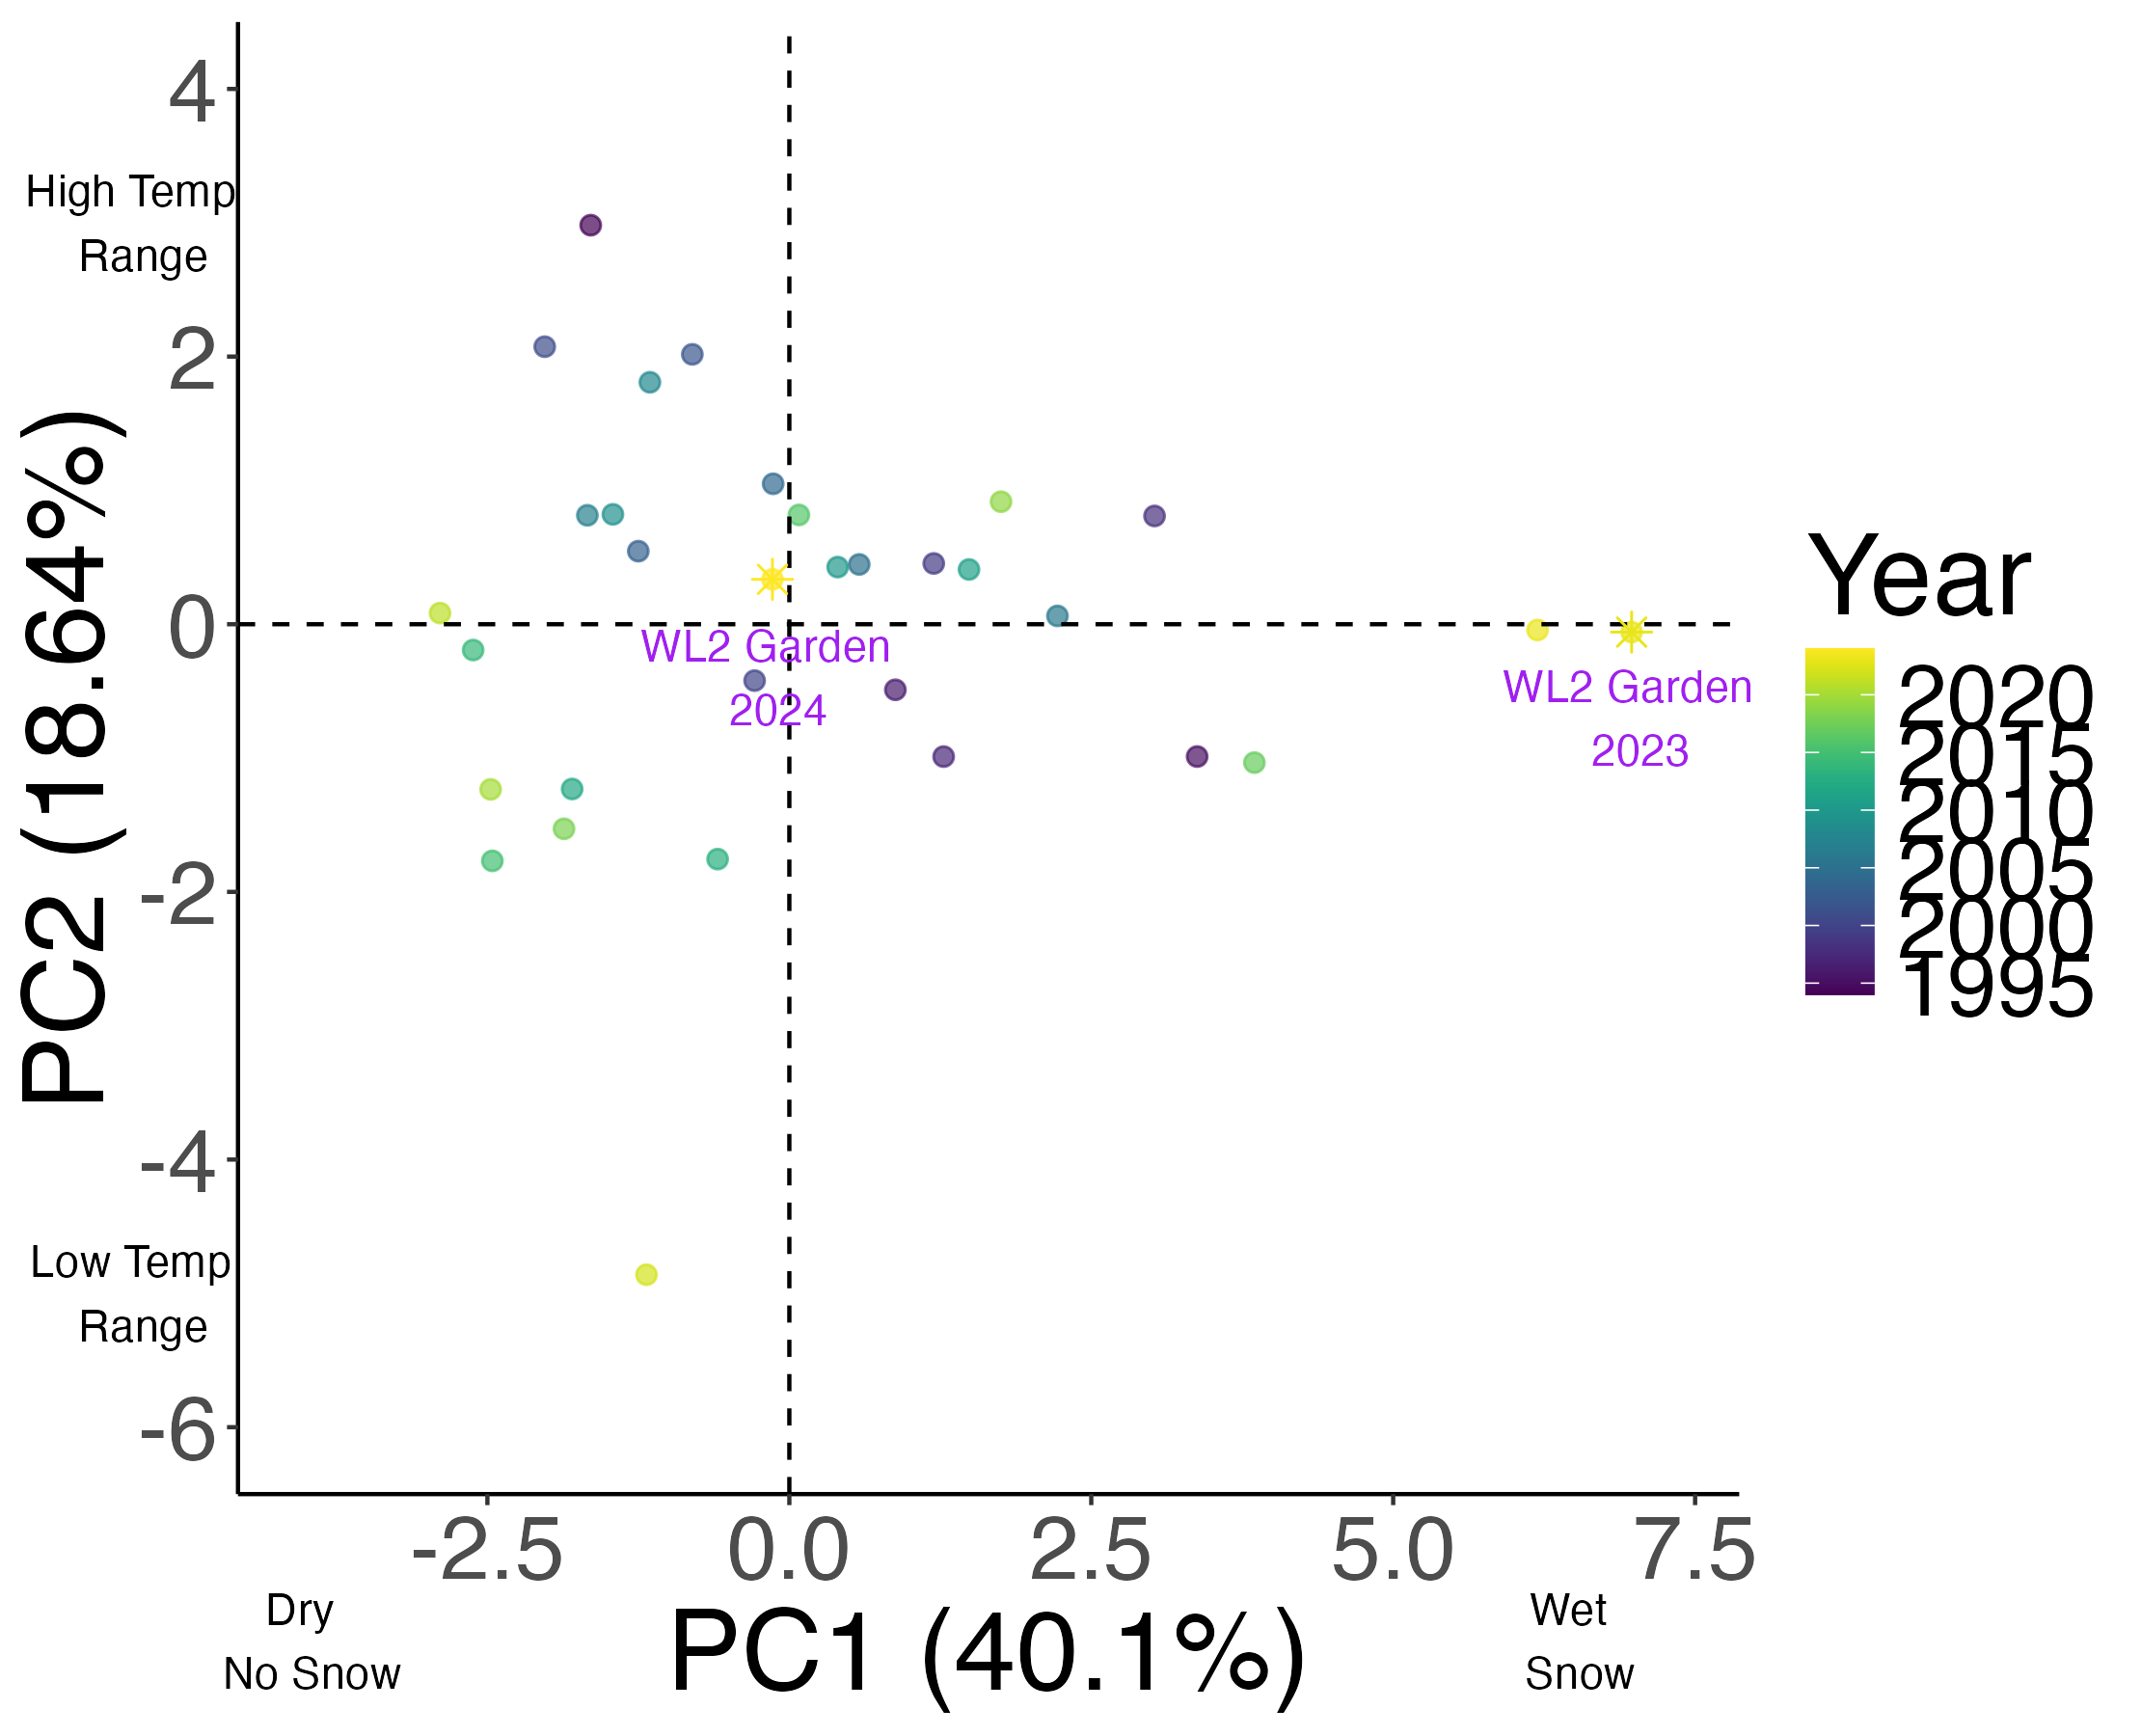 4
High Temp
Range
2
0
-2
-4
Low Temp
Range
-6
PC2 (18.64%)
WL2 Garden
2024
WL2 Garden
2023
Year
2020
2015
2010
2005
2000
1995
-2.5
0.0
2.5
5.0
7.5
Dry
No Snow
PC1 (40.1%)
Wet
Snow